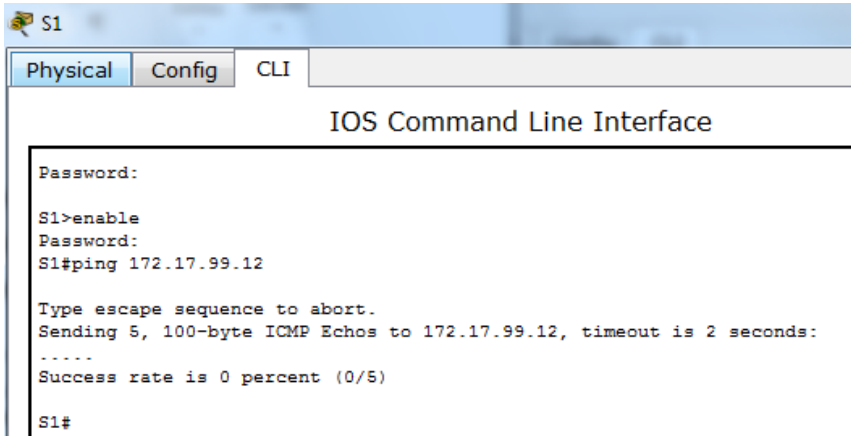 S1
Physical Config CLI
IOS Command Line Interface
Password:
S1>enable
Password:
S1#ping 172.17.99.12
Type escape sequence to abort.
Sending 5, 100-byte ICMP Echos to 172.17.99.12, timeout is 2 seconds:
.....
Success rate is 0 percent (0/5)
S1#